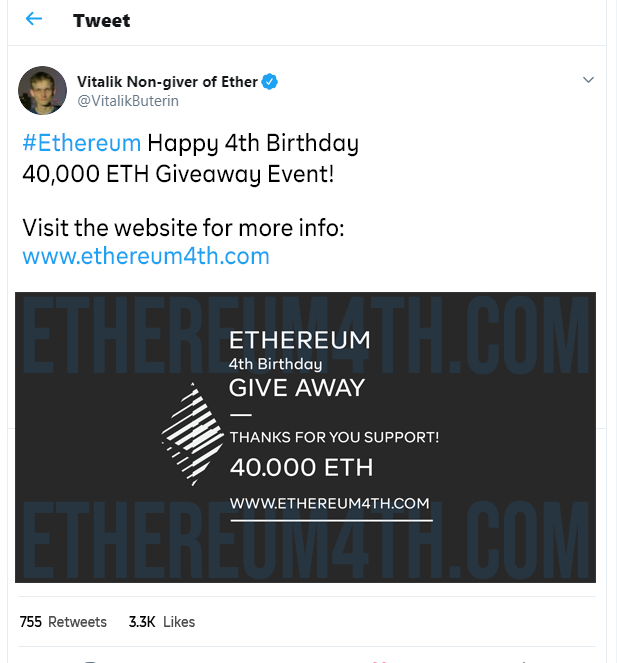 Tweet
Vitalik Non-giver of Ether
@VitalikButerin
#Ethereum Happy 4th Birthday
40,000 ETH Giveaway Event!
Visit the website for more info:
www.ethereum4th.com
ETHEREUM4TH.COM
ETHEREUM
4th Birthday
GIVE AWAY
THANKS FOR YOU SUPPORT!
40.000 ETH
WWW.ETHEREUM4TH.COM
ETHEREUM4TH.COM
755 Retweets 3.3K Likes